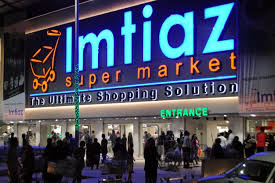 Imtiaz
super market
The Ultimate Shopping Solution
ENTRANCE